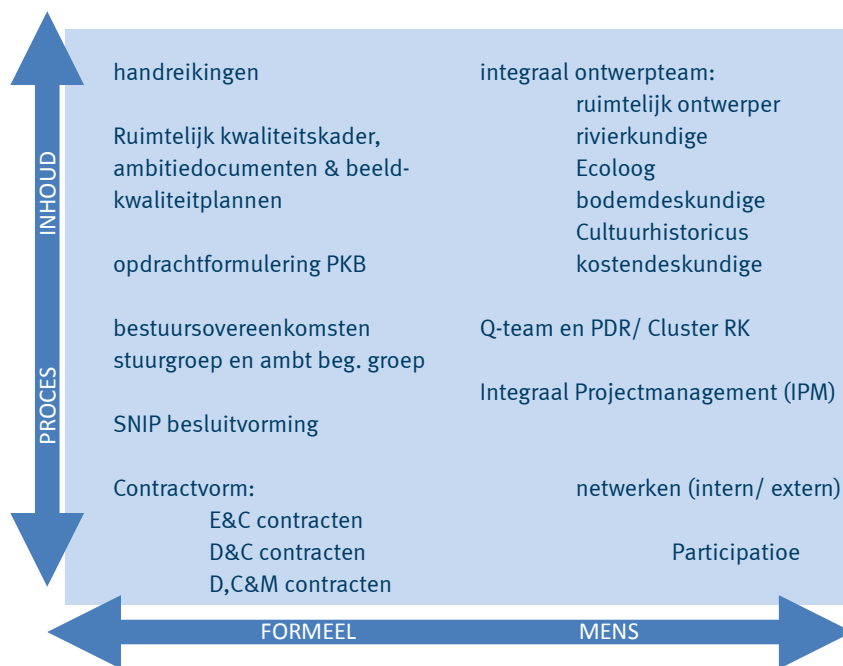 INHOUD
PROCES
handreikingen
Ruimtelijk kwaliteitskader,
ambitiedocumenten & beeld-
kwaliteitplannen
opdrachtformulering PKB
bestuursovereenkomsten
stuurgroep en ambt beg. groep
SNIP besluitvorming
Contractvorm:
E&C contracten
D&C contracten
D,C&M contracten
integraal ontwerpteam:
ruimtelijk ontwerper
rivierkundige
Ecoloog
bodemdeskundige
Cultuurhistoricus
kostendeskundige
Q-team en PDR/ Cluster RK
Integraal Projectmanagement (IPM)
netwerken (intern/ extern)
Participatioe
FORMEEL
MENS